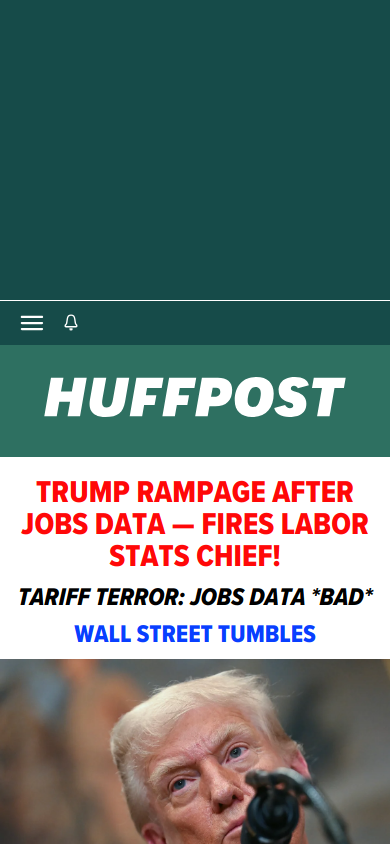 HUFFPOST
TRUMP RAMPAGE AFTER
JOBS DATA — FIRES LABOR
STATS CHIEF!
TARIFF TERROR: JOBS DATA *BAD*
WALL STREET TUMBLES